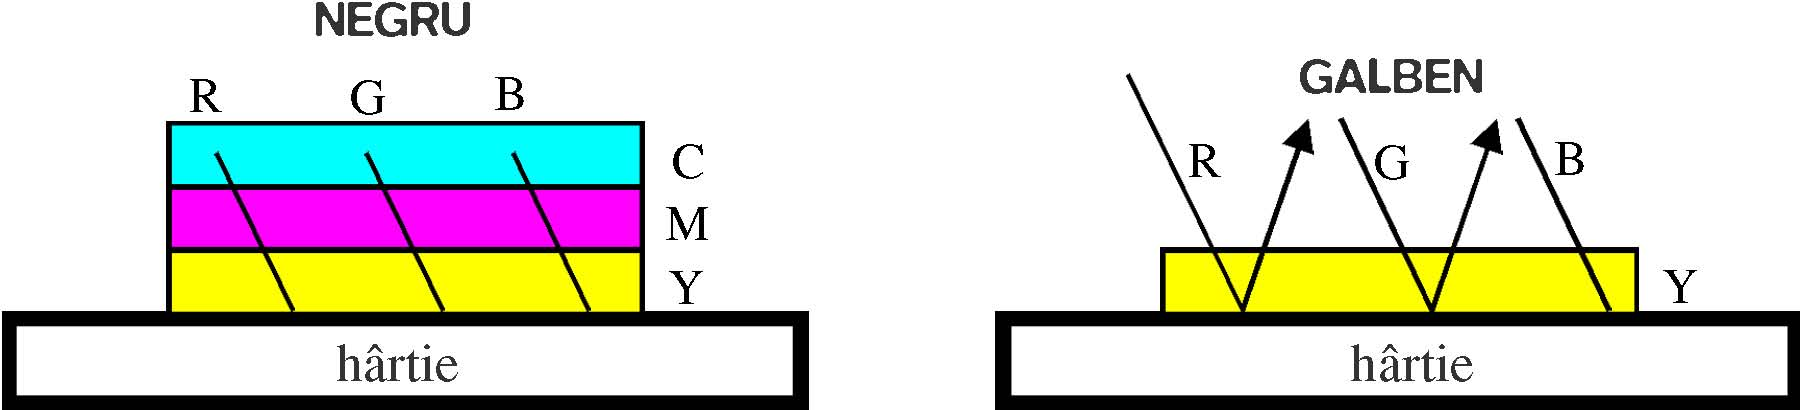 NEGRU
R G B
C
M
Y
hârtie
GALBEN
R G B
Y
hârtie